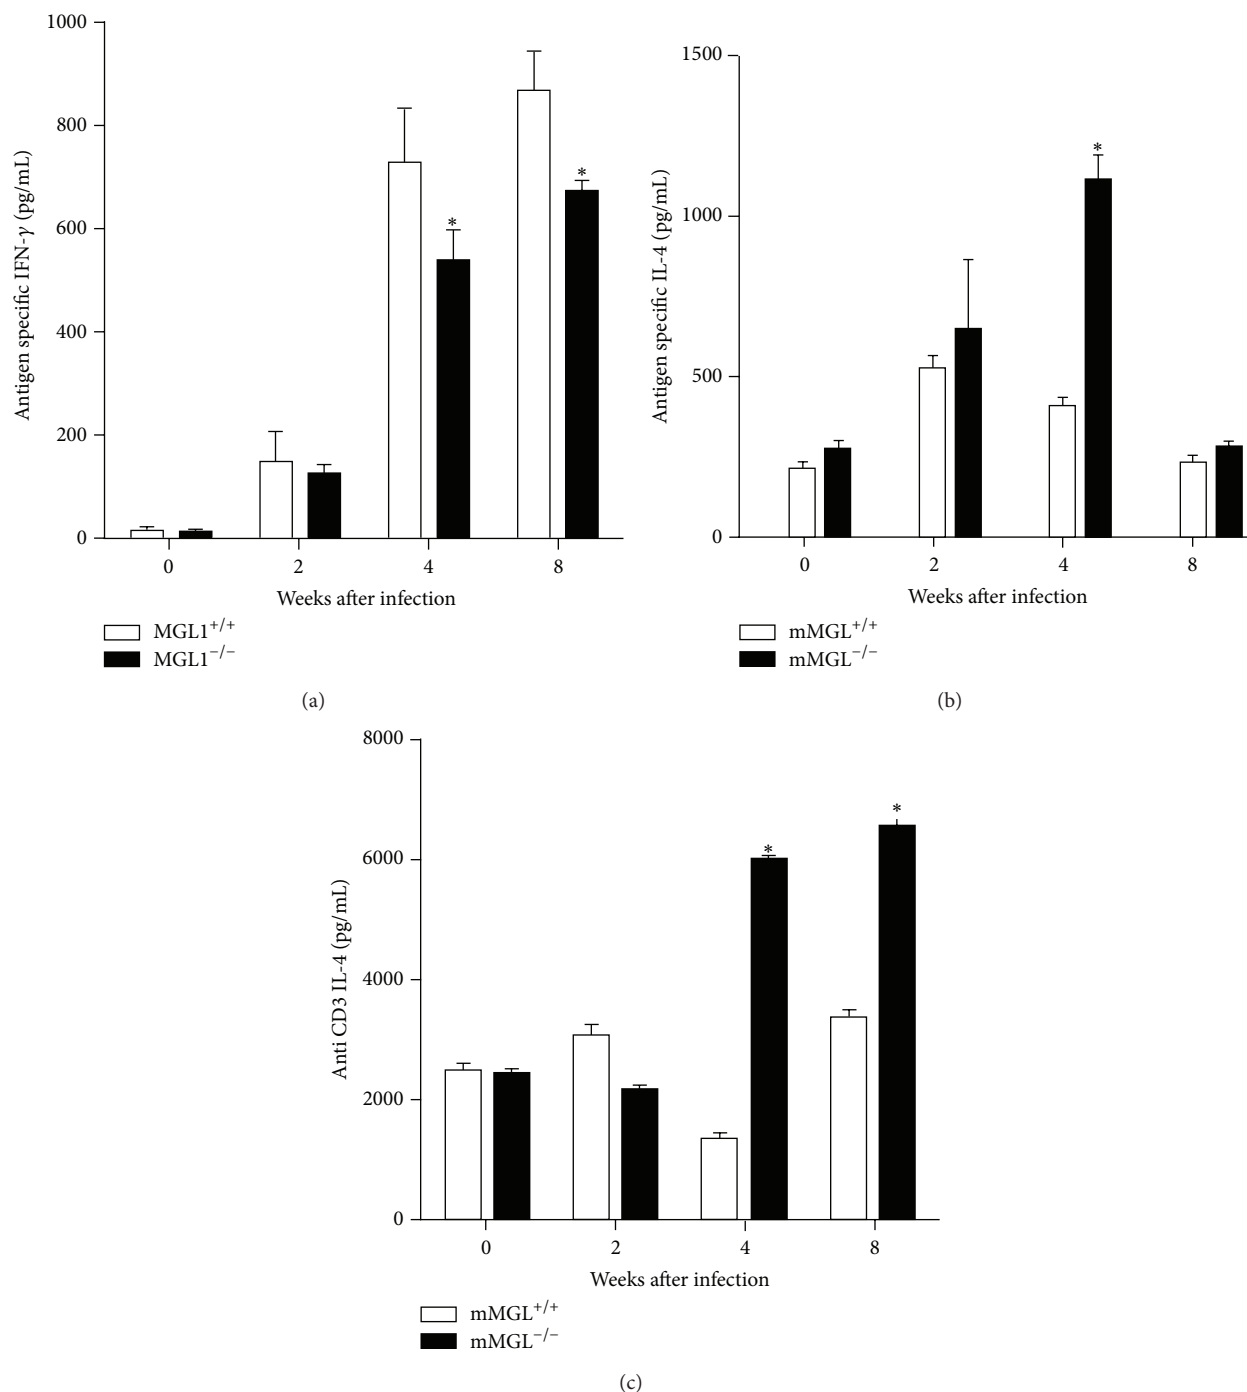 1000
800
600
400
200
0
Antigen specific IFN-γ (pg/mL)
*
*
0 2 4 8
Weeks after infection
MGL1+/+
MGL1−/−
(a)
1500
1000
500
0
Antigen specific IL-4 (pg/mL)
*
0 2 4 8
Weeks after infection
mMGL+/+
mMGL−/−
(b)
8000
6000
4000
2000
0
Anti CD3 IL-4 (pg/mL)
*
*
0 2 4 8
Weeks after infection
mMGL+/+
mMGL−/−
(c)